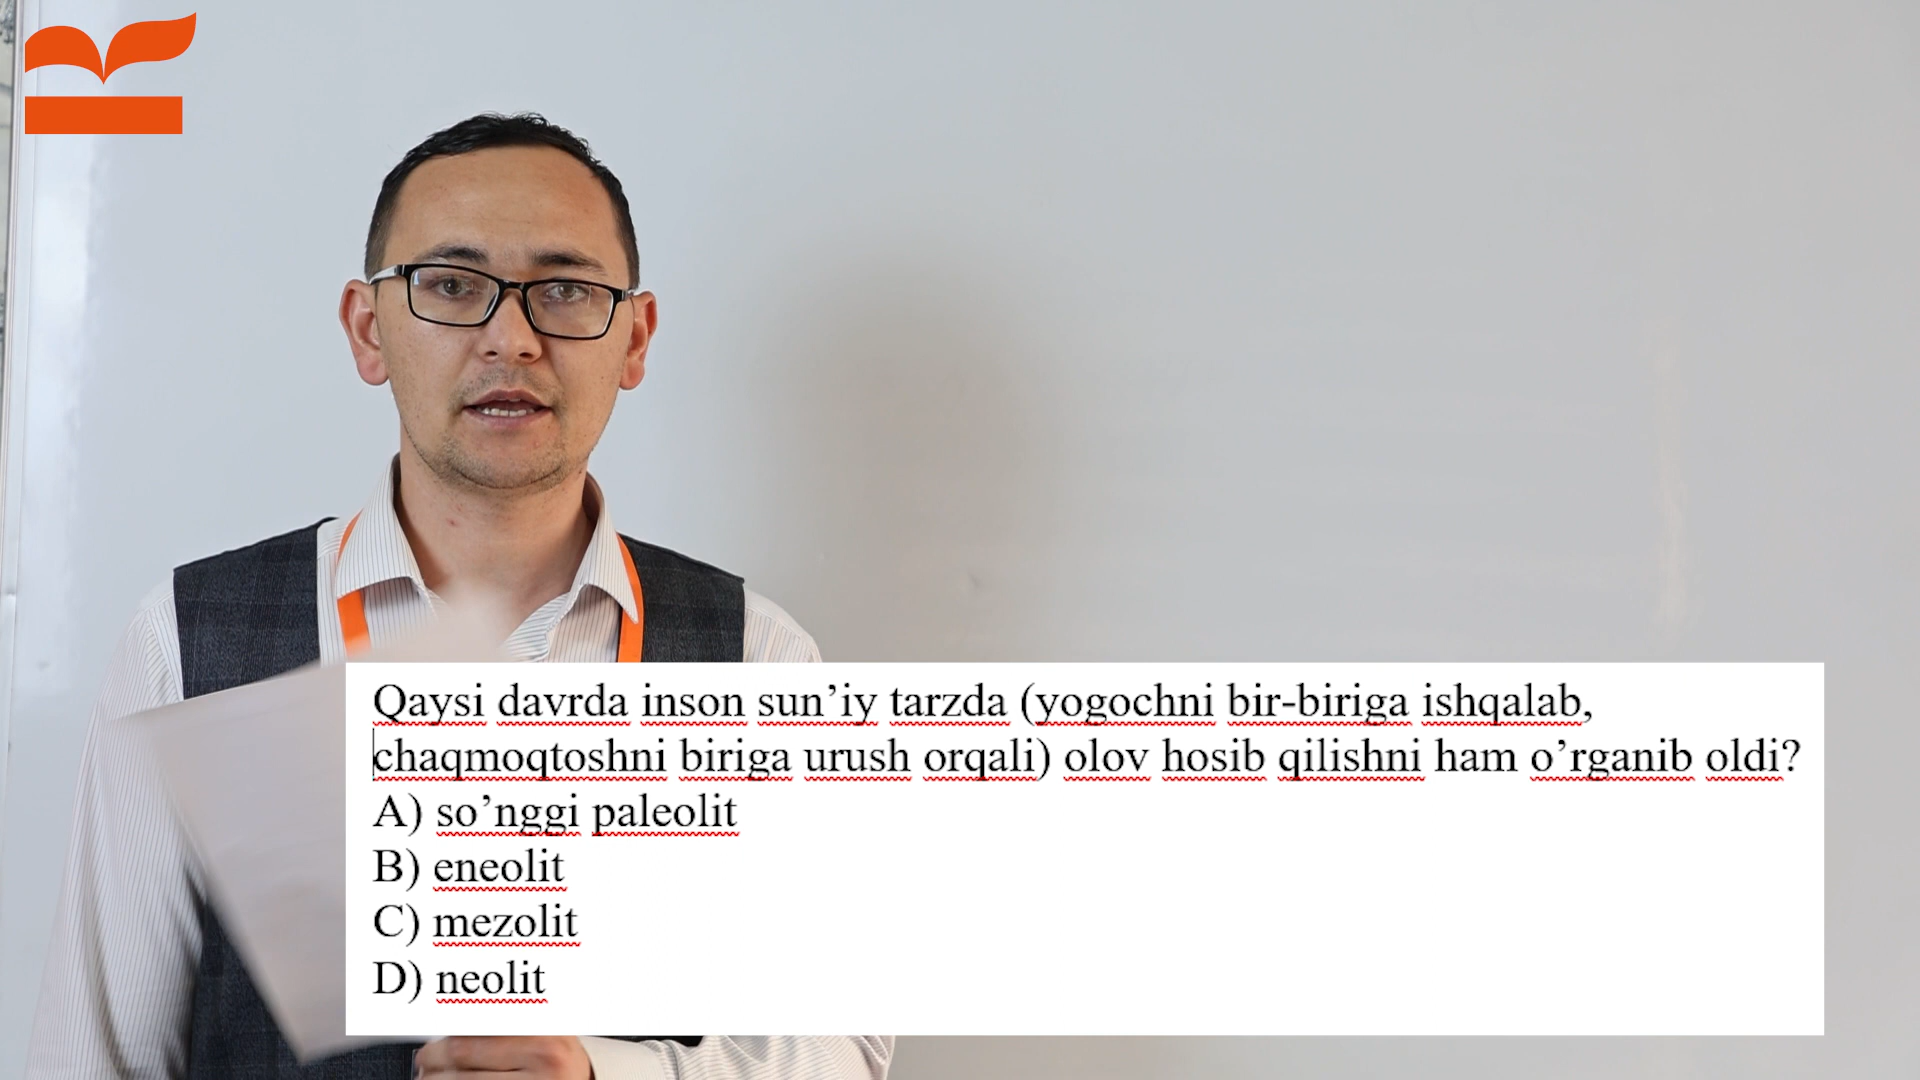 Qaysi davrda inson sun’iy tarzda (yogochni bir-biriga ishqalab,
chaqmoqtoshni biriga urush orqali) olov hosib qilishni ham o’rganib oldi?
A) so’nggi paleolit
B) eneolit
C) mezolit
D) neolit